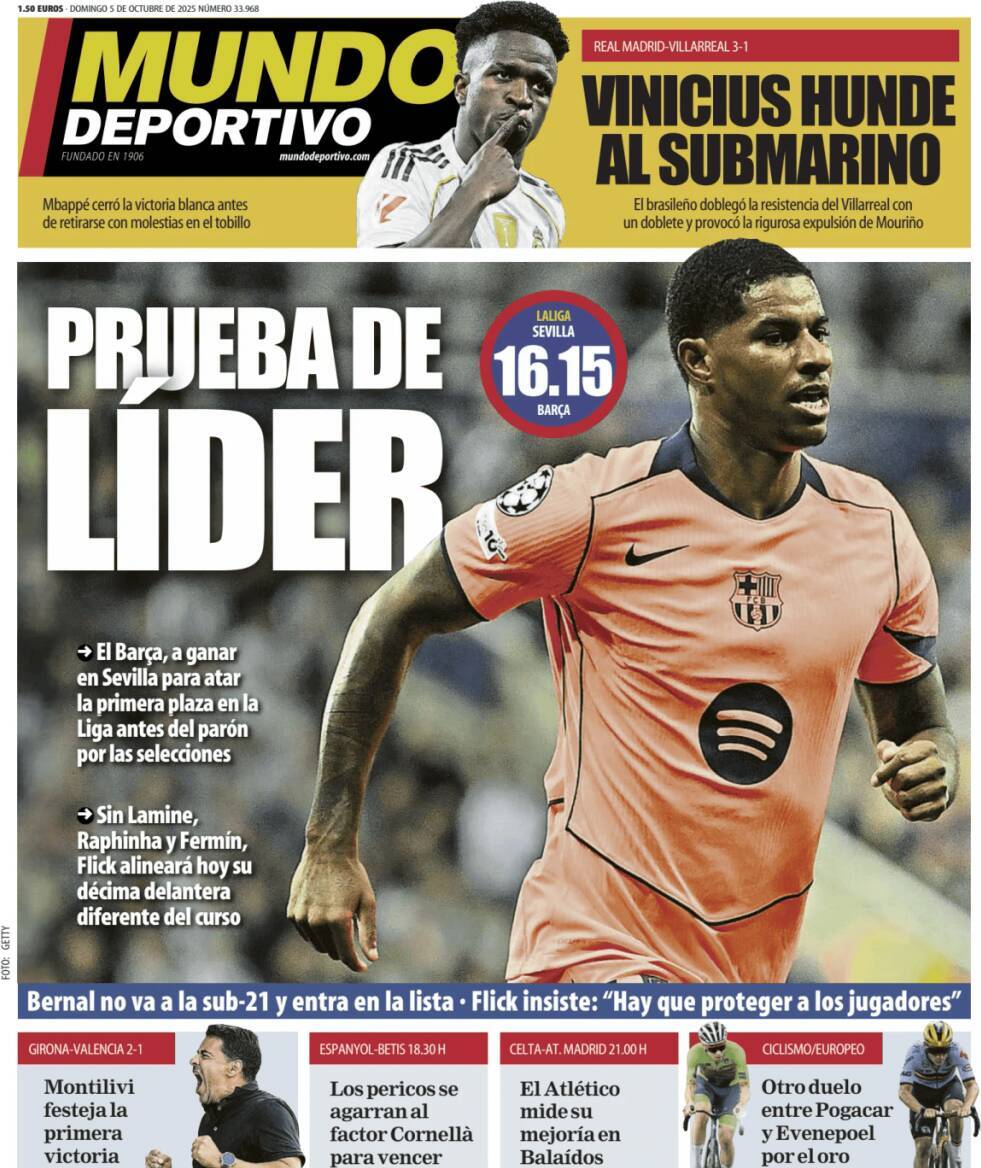 1.50 EUROS · DOMINGO 5 DE OCTUBRE DE 2025 NÚMERO 33.968
MUNDO
DEPORTIVO
FUNDADO EN 1906
mundodeportivo.com
Mbappé cerró la victoria blanca antes
de retirarse con molestias en el tobillo
REAL MADRID-VILLARREAL 3-1
VINICIUS HUNDE
AL SUBMARINO
El brasileño doblegó la resistencia del Villarreal con
un doblete y provocó la rigurosa expulsión de Mouriño
PRUEBA DE
LÍDER
LALIGA
SEVILLA
16.15
BARÇA
FCB
➜ El Barça, a ganar
en Sevilla para atar
la primera plaza en la
Liga antes del parón
por las selecciones
➜ Sin Lamine,
Raphinha y Fermín,
Flick alineará hoy su
décima delantera
diferente del curso
FOTO: GETTY
Bernal no va a la sub-21 y entra en la lista · Flick insiste: “Hay que proteger a los jugadores”
GIRONA-VALENCIA 2-1
Montilivi
festeja la
primera
victoria
ESPANYOL-BETIS 18.30 H
Los pericos se
agarran al
factor Cornellà
para vencer
CELTA-AT. MADRID 21.00 H
El Atlético
mide su
mejoría en
Balaídos
CICLISMO/EUROPEO
Otro duelo
entre Pogacar
y Evenepoel
por el oro